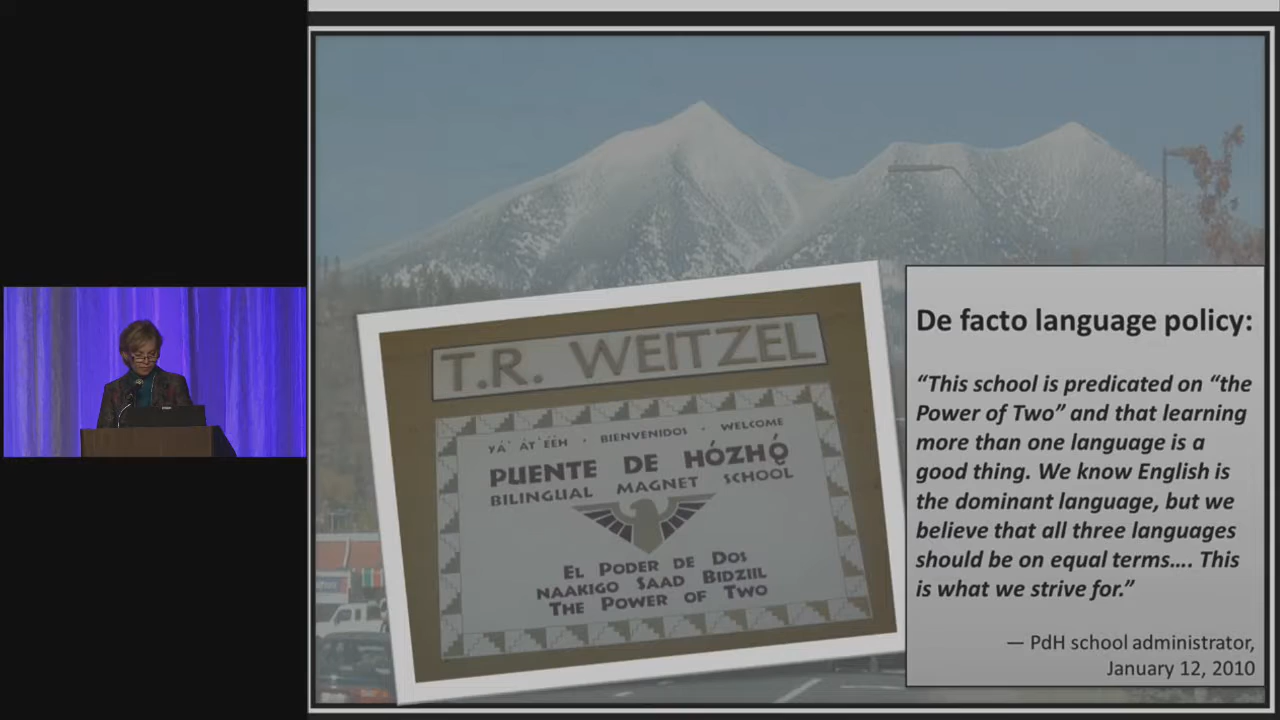 T.R. WEITZEL
YÁ' ÁT'ÉÉH · BIENVENIDOS · WELCOME
PUENTE DE HÓZHǪ́
BILINGUAL MAGNET SCHOOL
EL PODER DE DOS
NAAKIGO SAAD BIDZIIL
THE POWER OF TWO
De facto language policy:
“This school is predicated on “the
Power of Two” and that learning
more than one language is a
good thing. We know English is
the dominant language, but we
believe that all three languages
should be on equal terms…. This
is what we strive for.”
— PdH school administrator,
January 12, 2010